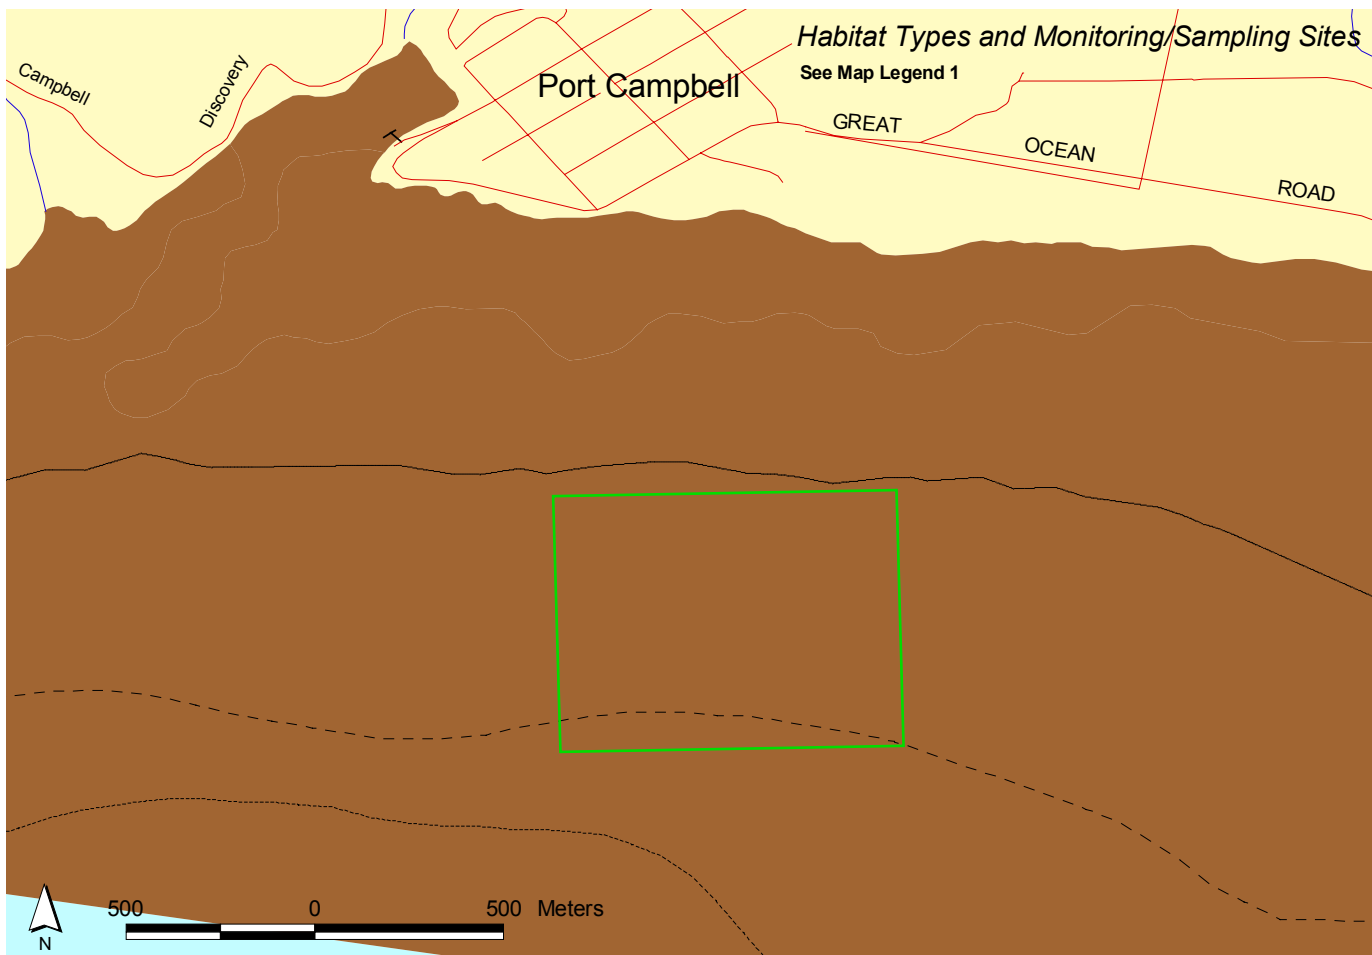 Habitat Types and Monitoring/Sampling Sites
See Map Legend 1
Port Campbell
Campbell
Discovery
GREAT
OCEAN
ROAD
500 0 500 Meters
N